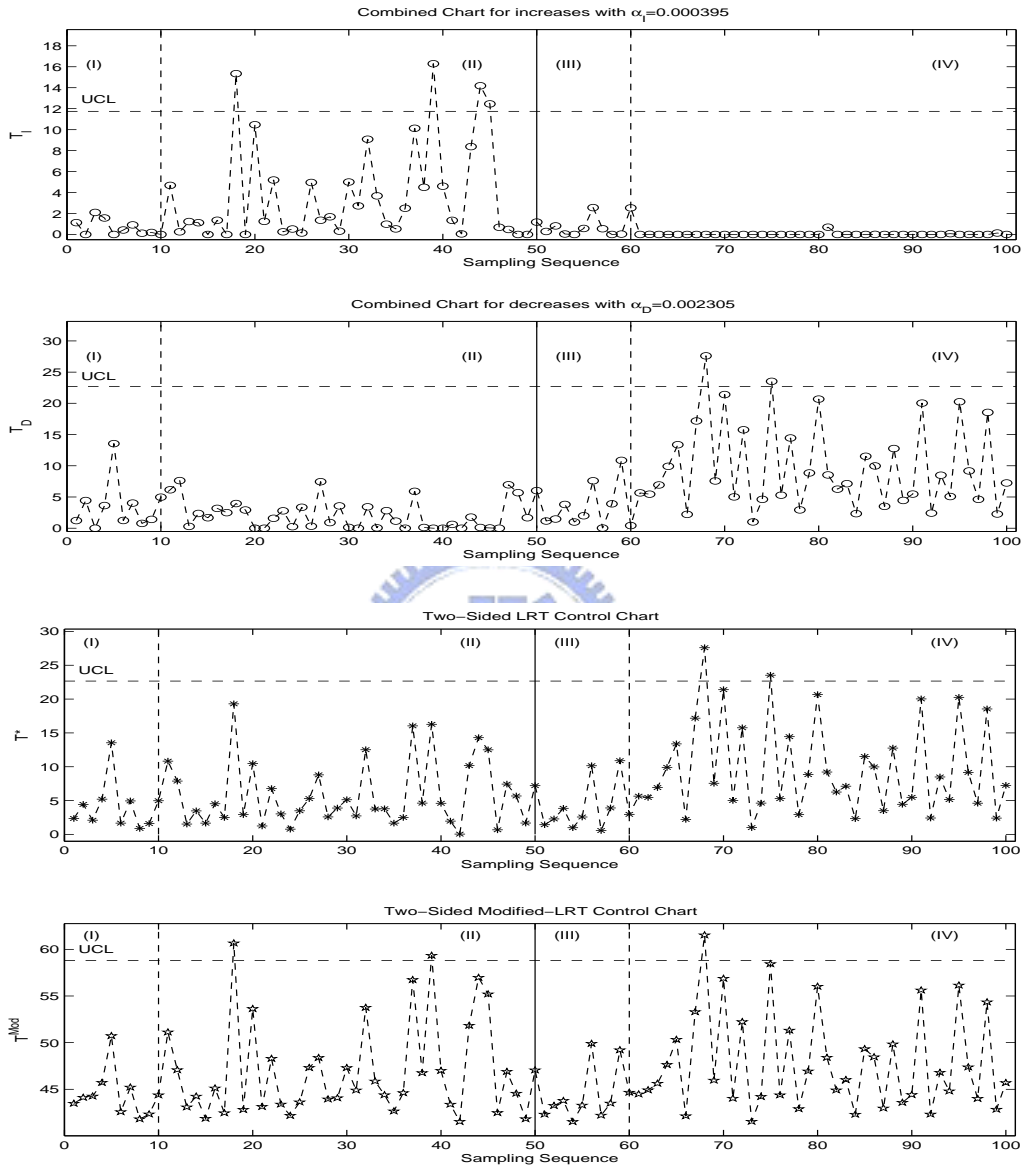 Combined Chart for increases with α_I=0.000395
(I) (II) (III) (IV)
UCL
T_I
18
16
14
12
10
8
6
4
2
0
0 10 20 30 40 50 60 70 80 90 100
Sampling Sequence
Combined Chart for decreases with α_D=0.002305
(I) (II) (III) (IV)
UCL
T_D
30
25
20
15
10
5
0
0 10 20 30 40 50 60 70 80 90 100
Sampling Sequence
Two−Sided LRT Control Chart
(I) (II) (III) (IV)
UCL
T*
30
25
20
15
10
5
0
0 10 20 30 40 50 60 70 80 90 100
Sampling Sequence
Two−Sided Modified−LRT Control Chart
(I) (II) (III) (IV)
UCL
T^Mod
60
55
50
45
0 10 20 30 40 50 60 70 80 90 100
Sampling Sequence